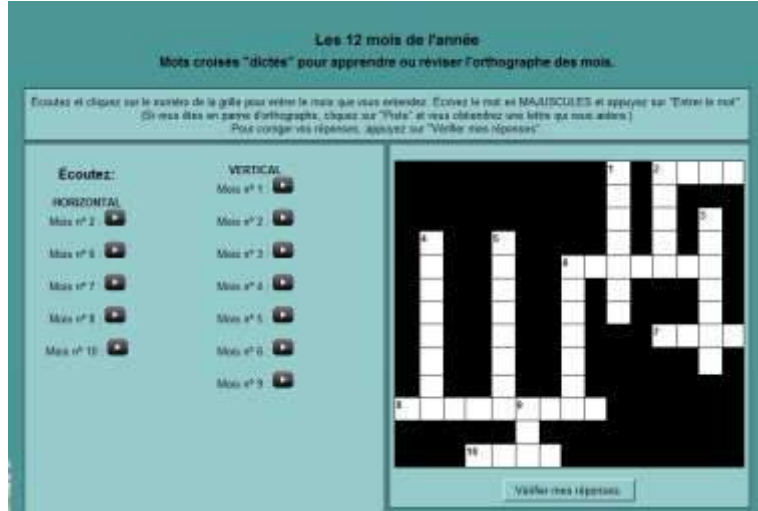 Les 12 mois de l'année
Mots croisés "dictés" pour apprendre ou réviser l'orthographe des mois.
Écoutez et cliquez sur le numéro de la grille pour entrer le mois que vous entendez. Écrivez le mot en MAJUSCULES et appuyez sur "Entrer le mot".
(Si vous êtes en panne d'orthographe, cliquez sur "Piste" et vous obtiendrez une lettre qui vous aidera.)
Pour corriger vos réponses, appuyez sur "Vérifier mes réponses"
Écoutez:
HORIZONTAL
Mois nº 2
Mois nº 6
Mois nº 7
Mois nº 8
Mois nº 10
VERTICAL
Mois nº 1
Mois nº 2
Mois nº 3
Mois nº 4
Mois nº 5
Mois nº 6
Mois nº 9
1 2
3
4 5
6
7
8 9
10
Vérifier mes réponses